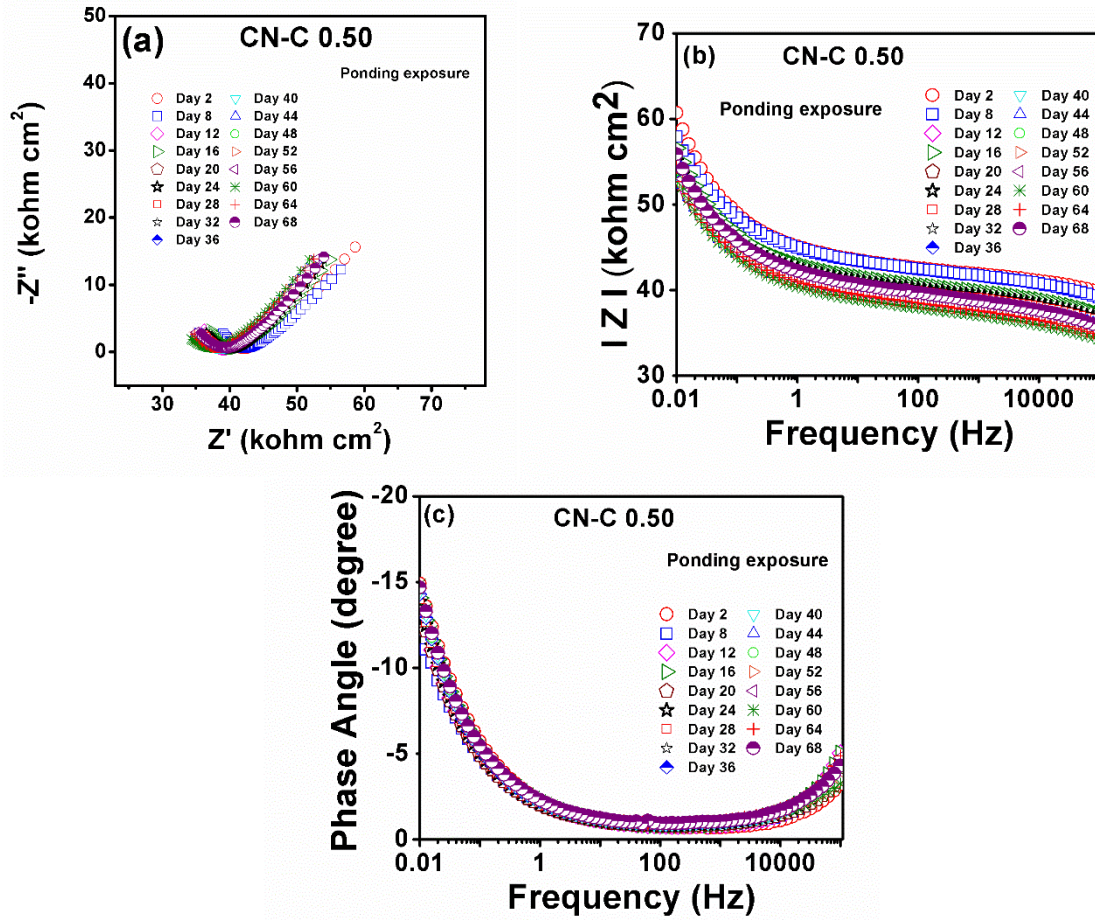 (a)
CN-C 0.50
Ponding exposure
Day 2 Day 40
Day 8 Day 44
Day 12 Day 48
Day 16 Day 52
Day 20 Day 56
Day 24 Day 60
Day 28 Day 64
Day 32 Day 68
Day 36
50
40
30
20
10
0
-Z'' (kohm cm²)
30 40 50 60 70
Z' (kohm cm²)
(b)
CN-C 0.50
Ponding exposure
Day 2 Day 40
Day 8 Day 44
Day 12 Day 48
Day 16 Day 52
Day 20 Day 56
Day 24 Day 60
Day 28 Day 64
Day 32 Day 68
Day 36
70
60
50
40
30
I Z I (kohm cm²)
0.01 1 100 10000
Frequency (Hz)
(c)
CN-C 0.50
Ponding exposure
Day 2 Day 40
Day 8 Day 44
Day 12 Day 48
Day 16 Day 52
Day 20 Day 56
Day 24 Day 60
Day 28 Day 64
Day 32 Day 68
Day 36
-20
-15
-10
-5
0
Phase Angle (degree)
0.01 1 100 10000
Frequency (Hz)